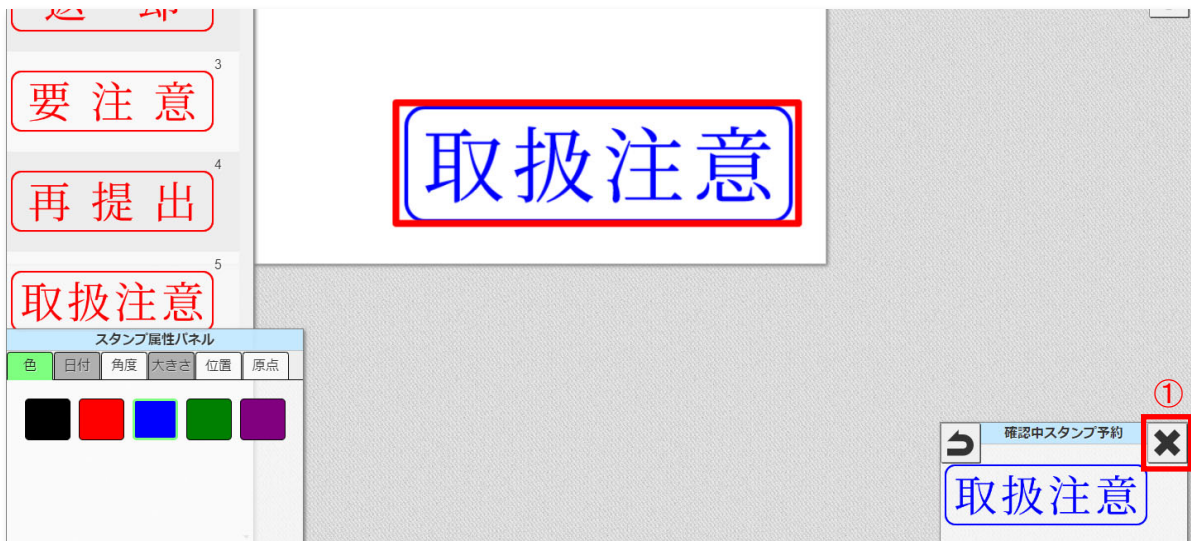 3
要注意
4
再提出
5
取扱注意
スタンプ属性パネル
色 日付 角度 大きさ 位置 原点
取扱注意
①
確認中スタンプ予約
取扱注意